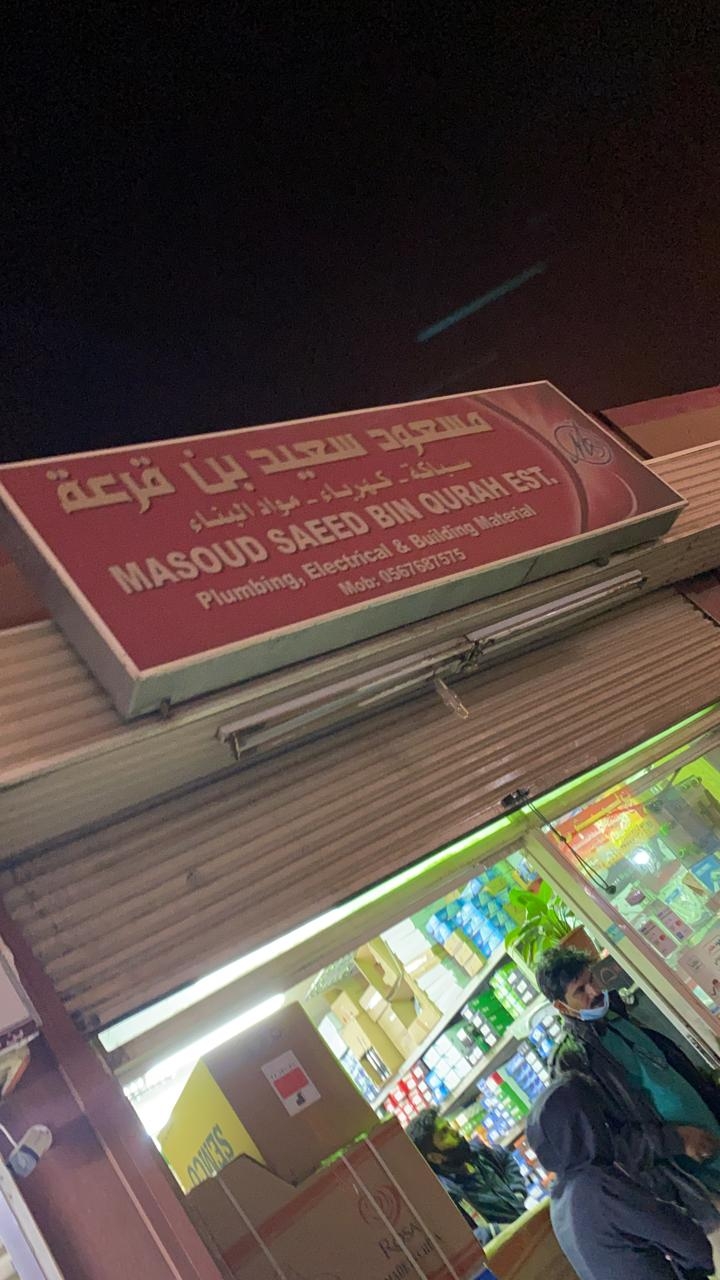 مسعود سعيد بن قرعة
سباكة - كهرباء - مواد البناء
MASOUD SAEED BIN QURAH EST.
Plumbing, Electrical & Building Material
Mob: 0567687575
ROSA